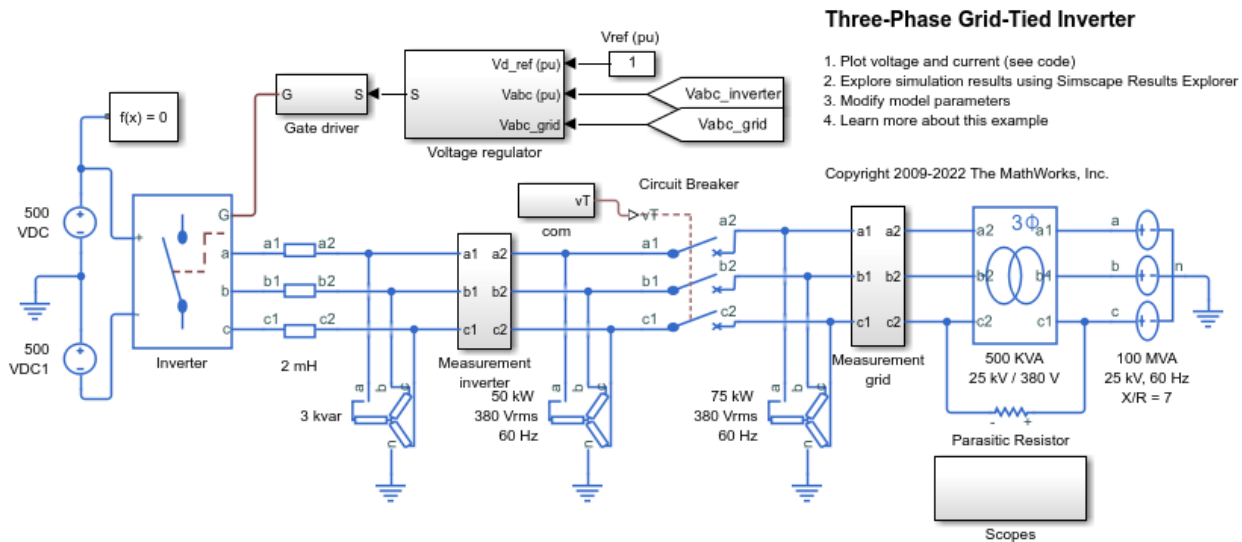 Three-Phase Grid-Tied Inverter
1. Plot voltage and current (see code)
2. Explore simulation results using Simscape Results Explorer
3. Modify model parameters
4. Learn more about this example
Copyright 2009-2022 The MathWorks, Inc.
Vref (pu)
1
Vd_ref (pu)
Vabc (pu)
Vabc_grid
S
Vabc_inverter
Vabc_grid
Voltage regulator
G
S
Gate driver
f(x) = 0
500
VDC
500
VDC1
+
-
G
a
b
c
Inverter
a1 a2
b1 b2
c1 c2
2 mH
a b c
n
3 kvar
a1 a2
b1 b2
c1 c2
Measurement
inverter
a b c
n
50 kW
380 Vrms
60 Hz
vT
com
Circuit Breaker
vT
a1 a2
b1 b2
c1 c2
a b c
n
75 kW
380 Vrms
60 Hz
a1 a2
b1 b2
c1 c2
Measurement
grid
3Φ
a2 a1
b2 b1
c2 c1
500 KVA
25 kV / 380 V
- +
Parasitic Resistor
a
b
c
n
100 MVA
25 kV, 60 Hz
X/R = 7
Scopes